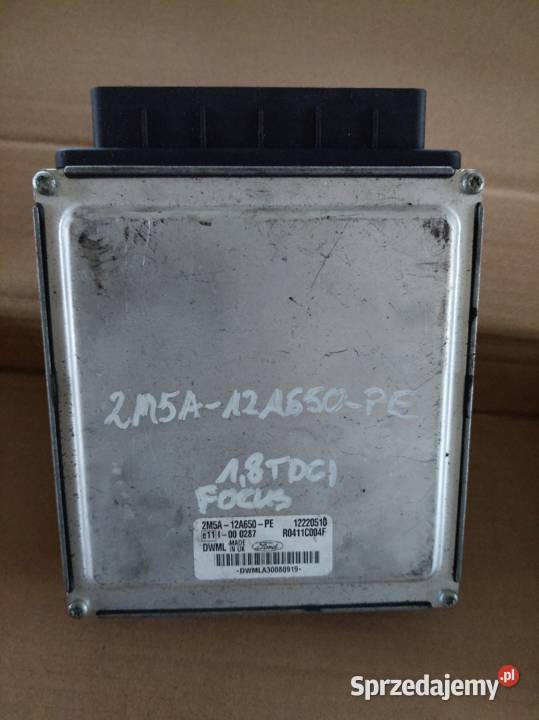 2M5A-12A650-PE
1,8TDCI
FOCUS
2M5A-12A650-PE 12220510
e11 I-00 0287 R0411C004F
DWML MADE IN UK Ford
-DWMLA30080919-
Sprzedajemy.pl